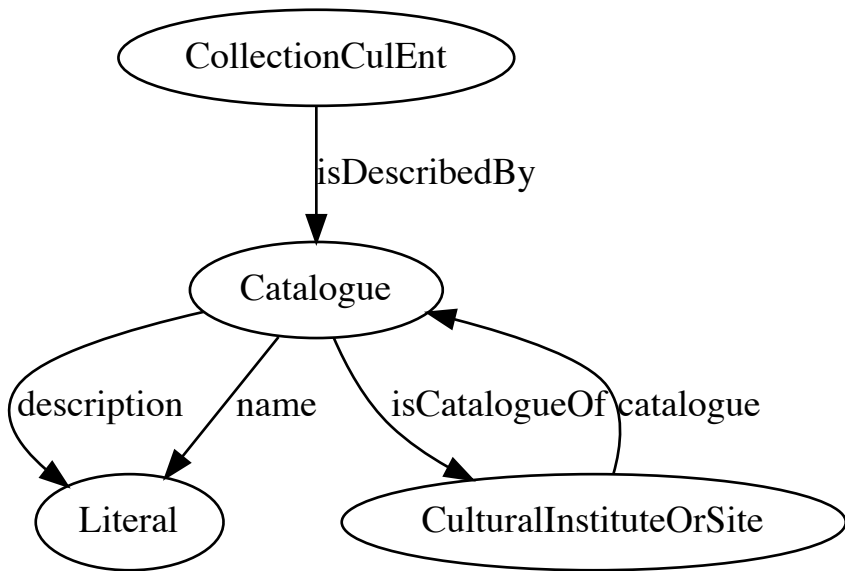 CollectionCulEnt
isDescribedBy
Catalogue
description
name
isCatalogueOf
catalogue
Literal
CulturalInstituteOrSite